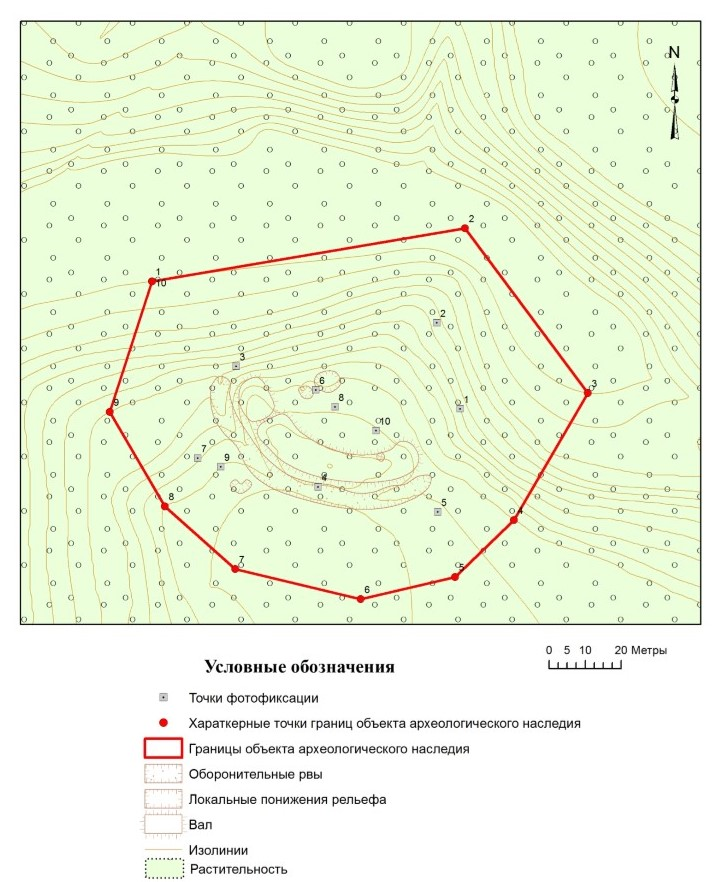 N
2
1
10
2
3
3
6
8
1
9
10
7
9
4
8
5
4
7
5
6
0 5 10 20 Метры
Условные обозначения
Точки фотофиксации
Хараткерные точки границ объекта археологического наследия
Границы объекта археологического наследия
Оборонительные рвы
Локальные понижения рельефа
Вал
Изолинии
Растительность